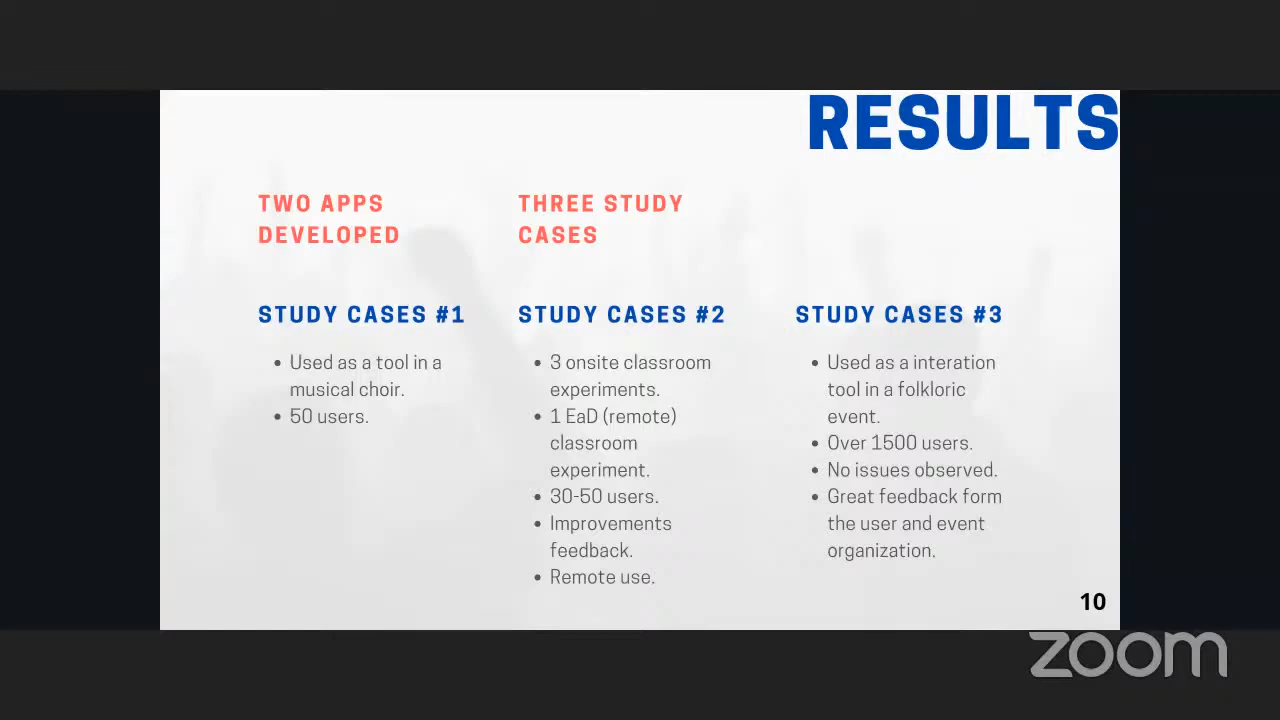 RESULTS
TWO APPS
DEVELOPED
THREE STUDY
CASES
STUDY CASES #1
• Used as a tool in a
musical choir.
• 50 users.
STUDY CASES #2
• 3 onsite classroom
experiments.
• 1 EaD (remote)
classroom
experiment.
• 30-50 users.
• Improvements
feedback.
• Remote use.
STUDY CASES #3
• Used as a interation
tool in a folkloric
event.
• Over 1500 users.
• No issues observed.
• Great feedback form
the user and event
organization.
10
zoom